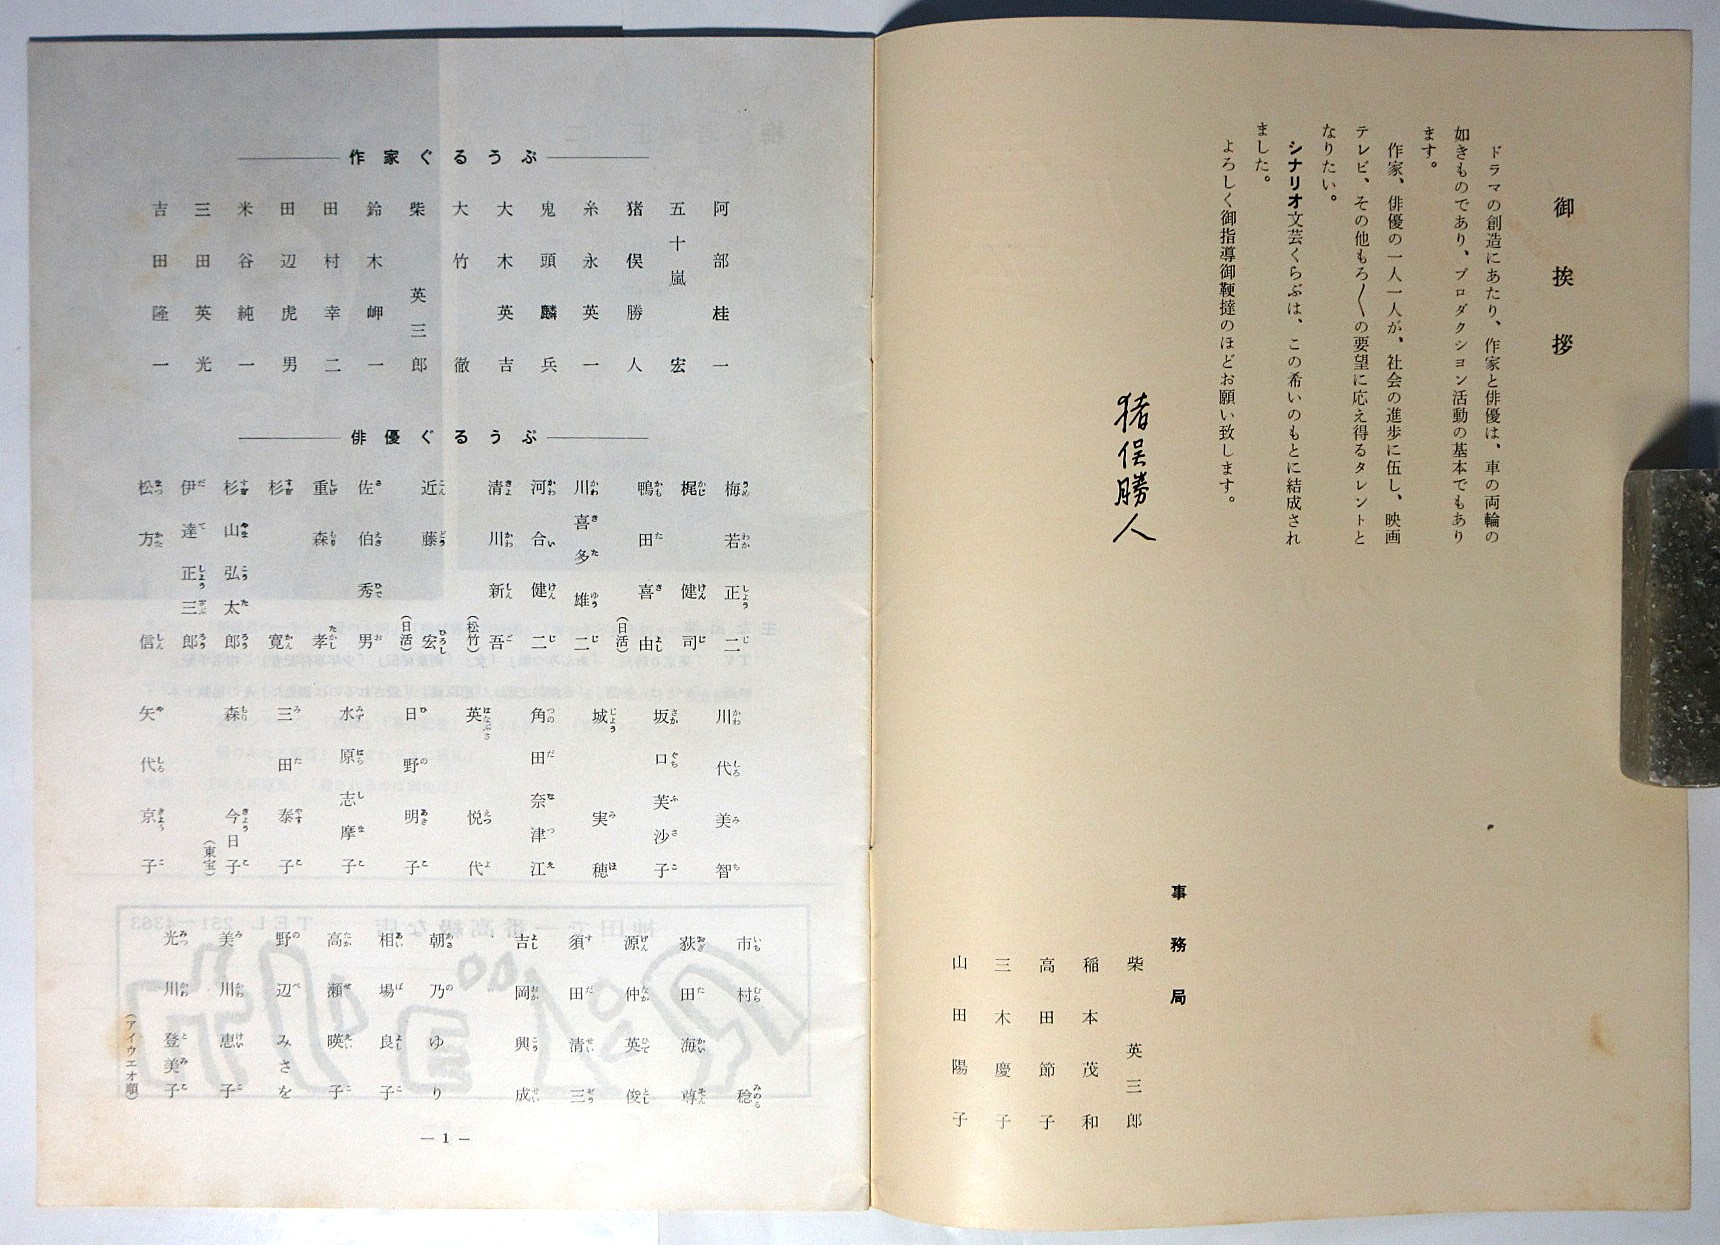 御挨拶
ドラマの創造にあたり、作家と俳優は、車の両輪の
如きものであり、プロダクション活動の基本でもあり
ます。
作家、俳優の一人一人が、社会の進歩に伍し、映画
テレビ、その他もろ〳〵の要望に応え得るタレントと
なりたい。
シナリオ文芸くらぶは、この希いのもとに結成され
ました。
よろしく御指導御鞭撻のほどお願い致します。
猪俣勝人
事務局
柴英三郎
稲本茂和
高田節子
三木慶子
山田陽子
作家ぐるうぷ
阿部桂一
五十嵐宏
猪俣勝人
糸永英一
鬼頭麟兵
大木英吉
大竹徹
柴英三郎
鈴木岬一
田村幸二
田辺虎男
米谷純一
三田英光
吉田隆一
俳優ぐるうぷ
梅若正二
梶健司
鴨田喜由
(日活)
川喜多雄二
河合健二
清川新吾
(松竹)
近藤宏
(日活)
佐伯秀男
重森孝
杉寛
杉山弘太郎
伊達正三郎
松方信
川代美智
坂口芙沙子
城実穂
角田奈津江
英悦代
日野明子
水原志摩子
三田泰子
森今日子
(東宝)
矢代京子
市村稔
荻田海尊
源仲英俊
須田清三
吉岡興成
朝乃ゆり
相場良子
高瀬暎子
野辺みさを
美川恵子
光川登美子
(アイウエオ順)
— 1 —